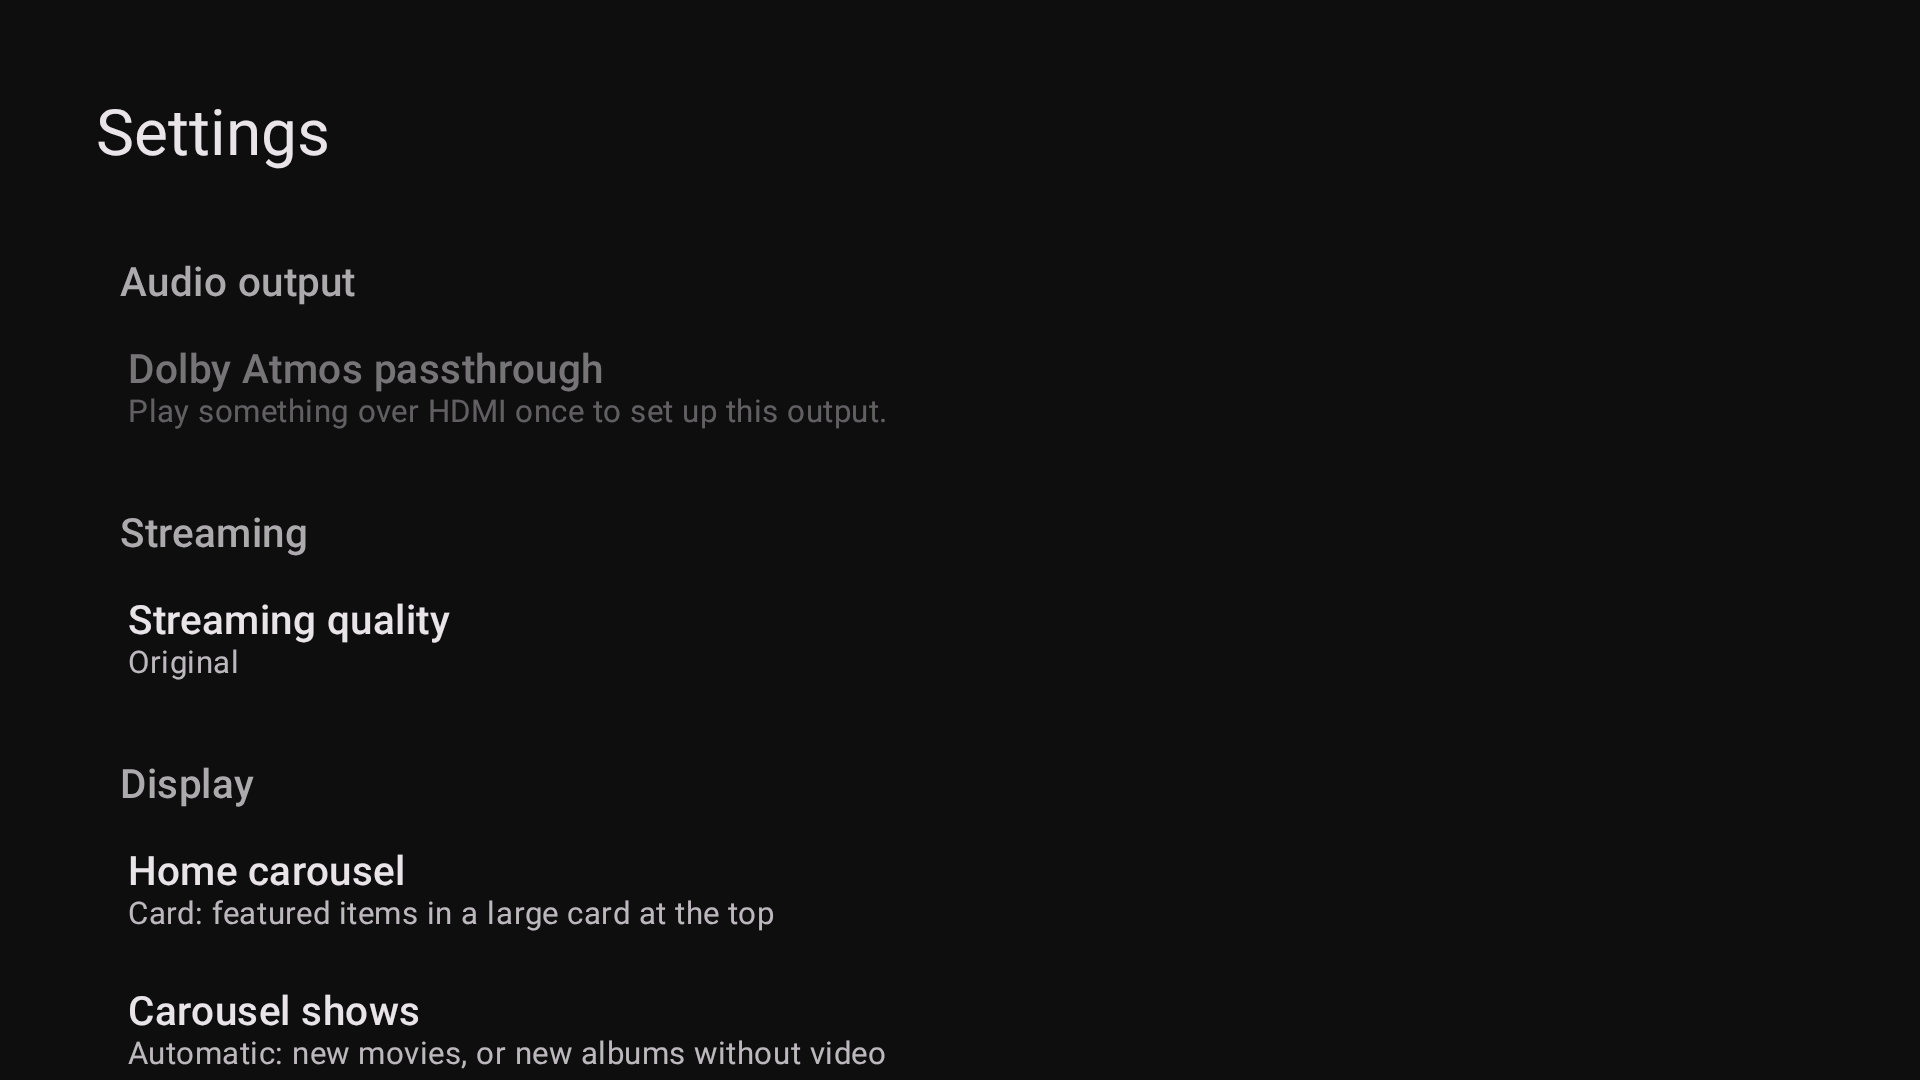 Settings
Audio output
Dolby Atmos passthrough
Play something over HDMI once to set up this output.
Streaming
Streaming quality
Original
Display
Home carousel
Card: featured items in a large card at the top
Carousel shows
Automatic: new movies, or new albums without video